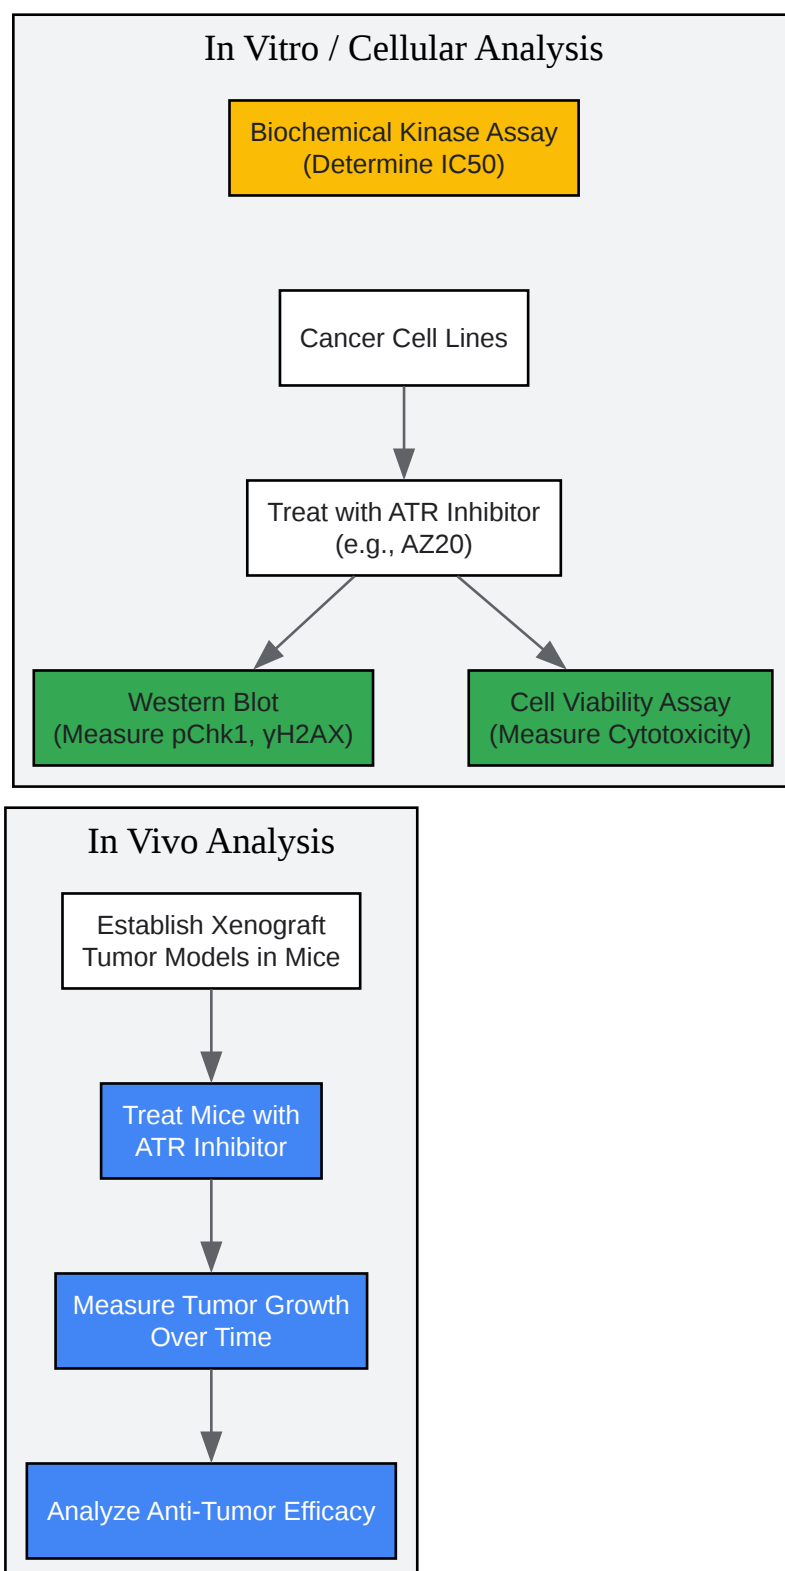 In Vitro / Cellular Analysis
Biochemical Kinase Assay
(Determine IC50)
Cancer Cell Lines
Treat with ATR Inhibitor
(e.g., AZ20)
Western Blot
(Measure pChk1, γH2AX)
Cell Viability Assay
(Measure Cytotoxicity)
In Vivo Analysis
Establish Xenograft
Tumor Models in Mice
Treat Mice with
ATR Inhibitor
Measure Tumor Growth
Over Time
Analyze Anti-Tumor Efficacy